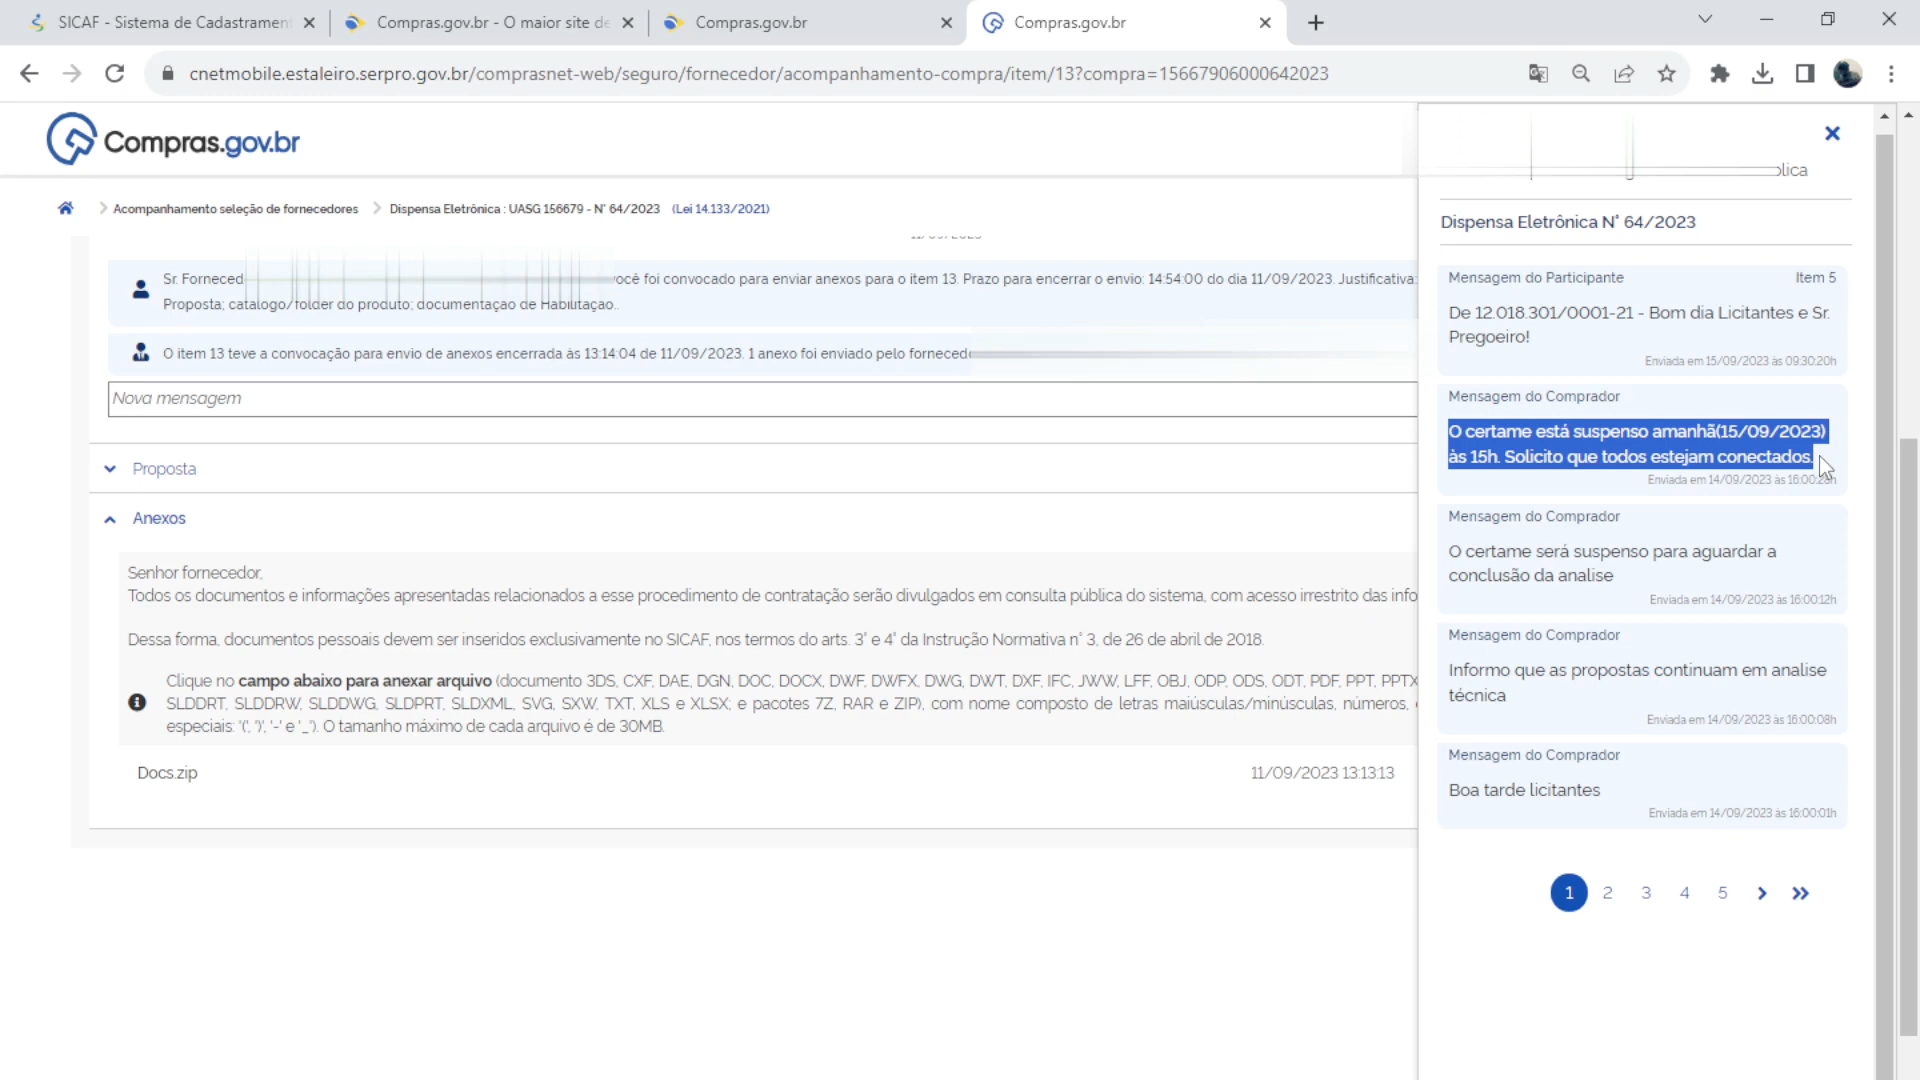 SICAF - Sistema de Cadastramen
Compras.gov.br - O maior site de
Compras.gov.br
Compras.gov.br
cnetmobile.estaleiro.serpro.gov.br/comprasnet-web/seguro/fornecedor/acompanhamento-compra/item/13?compra=15667906000642023
Compras.gov.br
Acompanhamento seleção de fornecedores
Dispensa Eletrônica : UASG 156679 - N° 64/2023 (Lei 14.133/2021)
Sr. Forneced você foi convocado para enviar anexos para o item 13. Prazo para encerrar o envio: 14:54:00 do dia 11/09/2023. Justificativa:
Proposta; catalogo/folder do produto; documentação de Habilitação..
O item 13 teve a convocação para envio de anexos encerrada às 13:14:04 de 11/09/2023. 1 anexo foi enviado pelo fornecedo
Nova mensagem
Proposta
Anexos
Senhor fornecedor,
Todos os documentos e informações apresentadas relacionados a esse procedimento de contratação serão divulgados em consulta pública do sistema, com acesso irrestrito das info
Dessa forma, documentos pessoais devem ser inseridos exclusivamente no SICAF, nos termos do arts. 3° e 4° da Instrução Normativa n° 3, de 26 de abril de 2018.
Clique no campo abaixo para anexar arquivo (documento 3DS, CXF, DAE, DGN, DOC, DOCX, DWF, DWFX, DWG, DWT, DXF, IFC, JWW, LFF, OBJ, ODP, ODS, ODT, PDF, PPT, PPTX
SLDDRT, SLDDRW, SLDDWG, SLDPRT, SLDXML, SVG, SXW, TXT, XLS e XLSX; e pacotes 7Z, RAR e ZIP), com nome composto de letras maiúsculas/minúsculas, números,
especiais: '(', ')', '-' e '_'). O tamanho máximo de cada arquivo é de 30MB.
Docs.zip
11/09/2023 13:13:13
Dispensa Eletrônica N° 64/2023
Mensagem do Participante
Item 5
De 12.018.301/0001-21 - Bom dia Licitantes e Sr.
Pregoeiro!
Enviada em 15/09/2023 às 09:30:20h
Mensagem do Comprador
O certame está suspenso amanhã(15/09/2023)
às 15h. Solicito que todos estejam conectados.
Enviada em 14/09/2023 às 16:00:
Mensagem do Comprador
O certame será suspenso para aguardar a
conclusão da analise
Enviada em 14/09/2023 às 16:00:12h
Mensagem do Comprador
Informo que as propostas continuam em analise
técnica
Enviada em 14/09/2023 às 16:00:08h
Mensagem do Comprador
Boa tarde licitantes
Enviada em 14/09/2023 às 16:00:01h
1 2 3 4 5